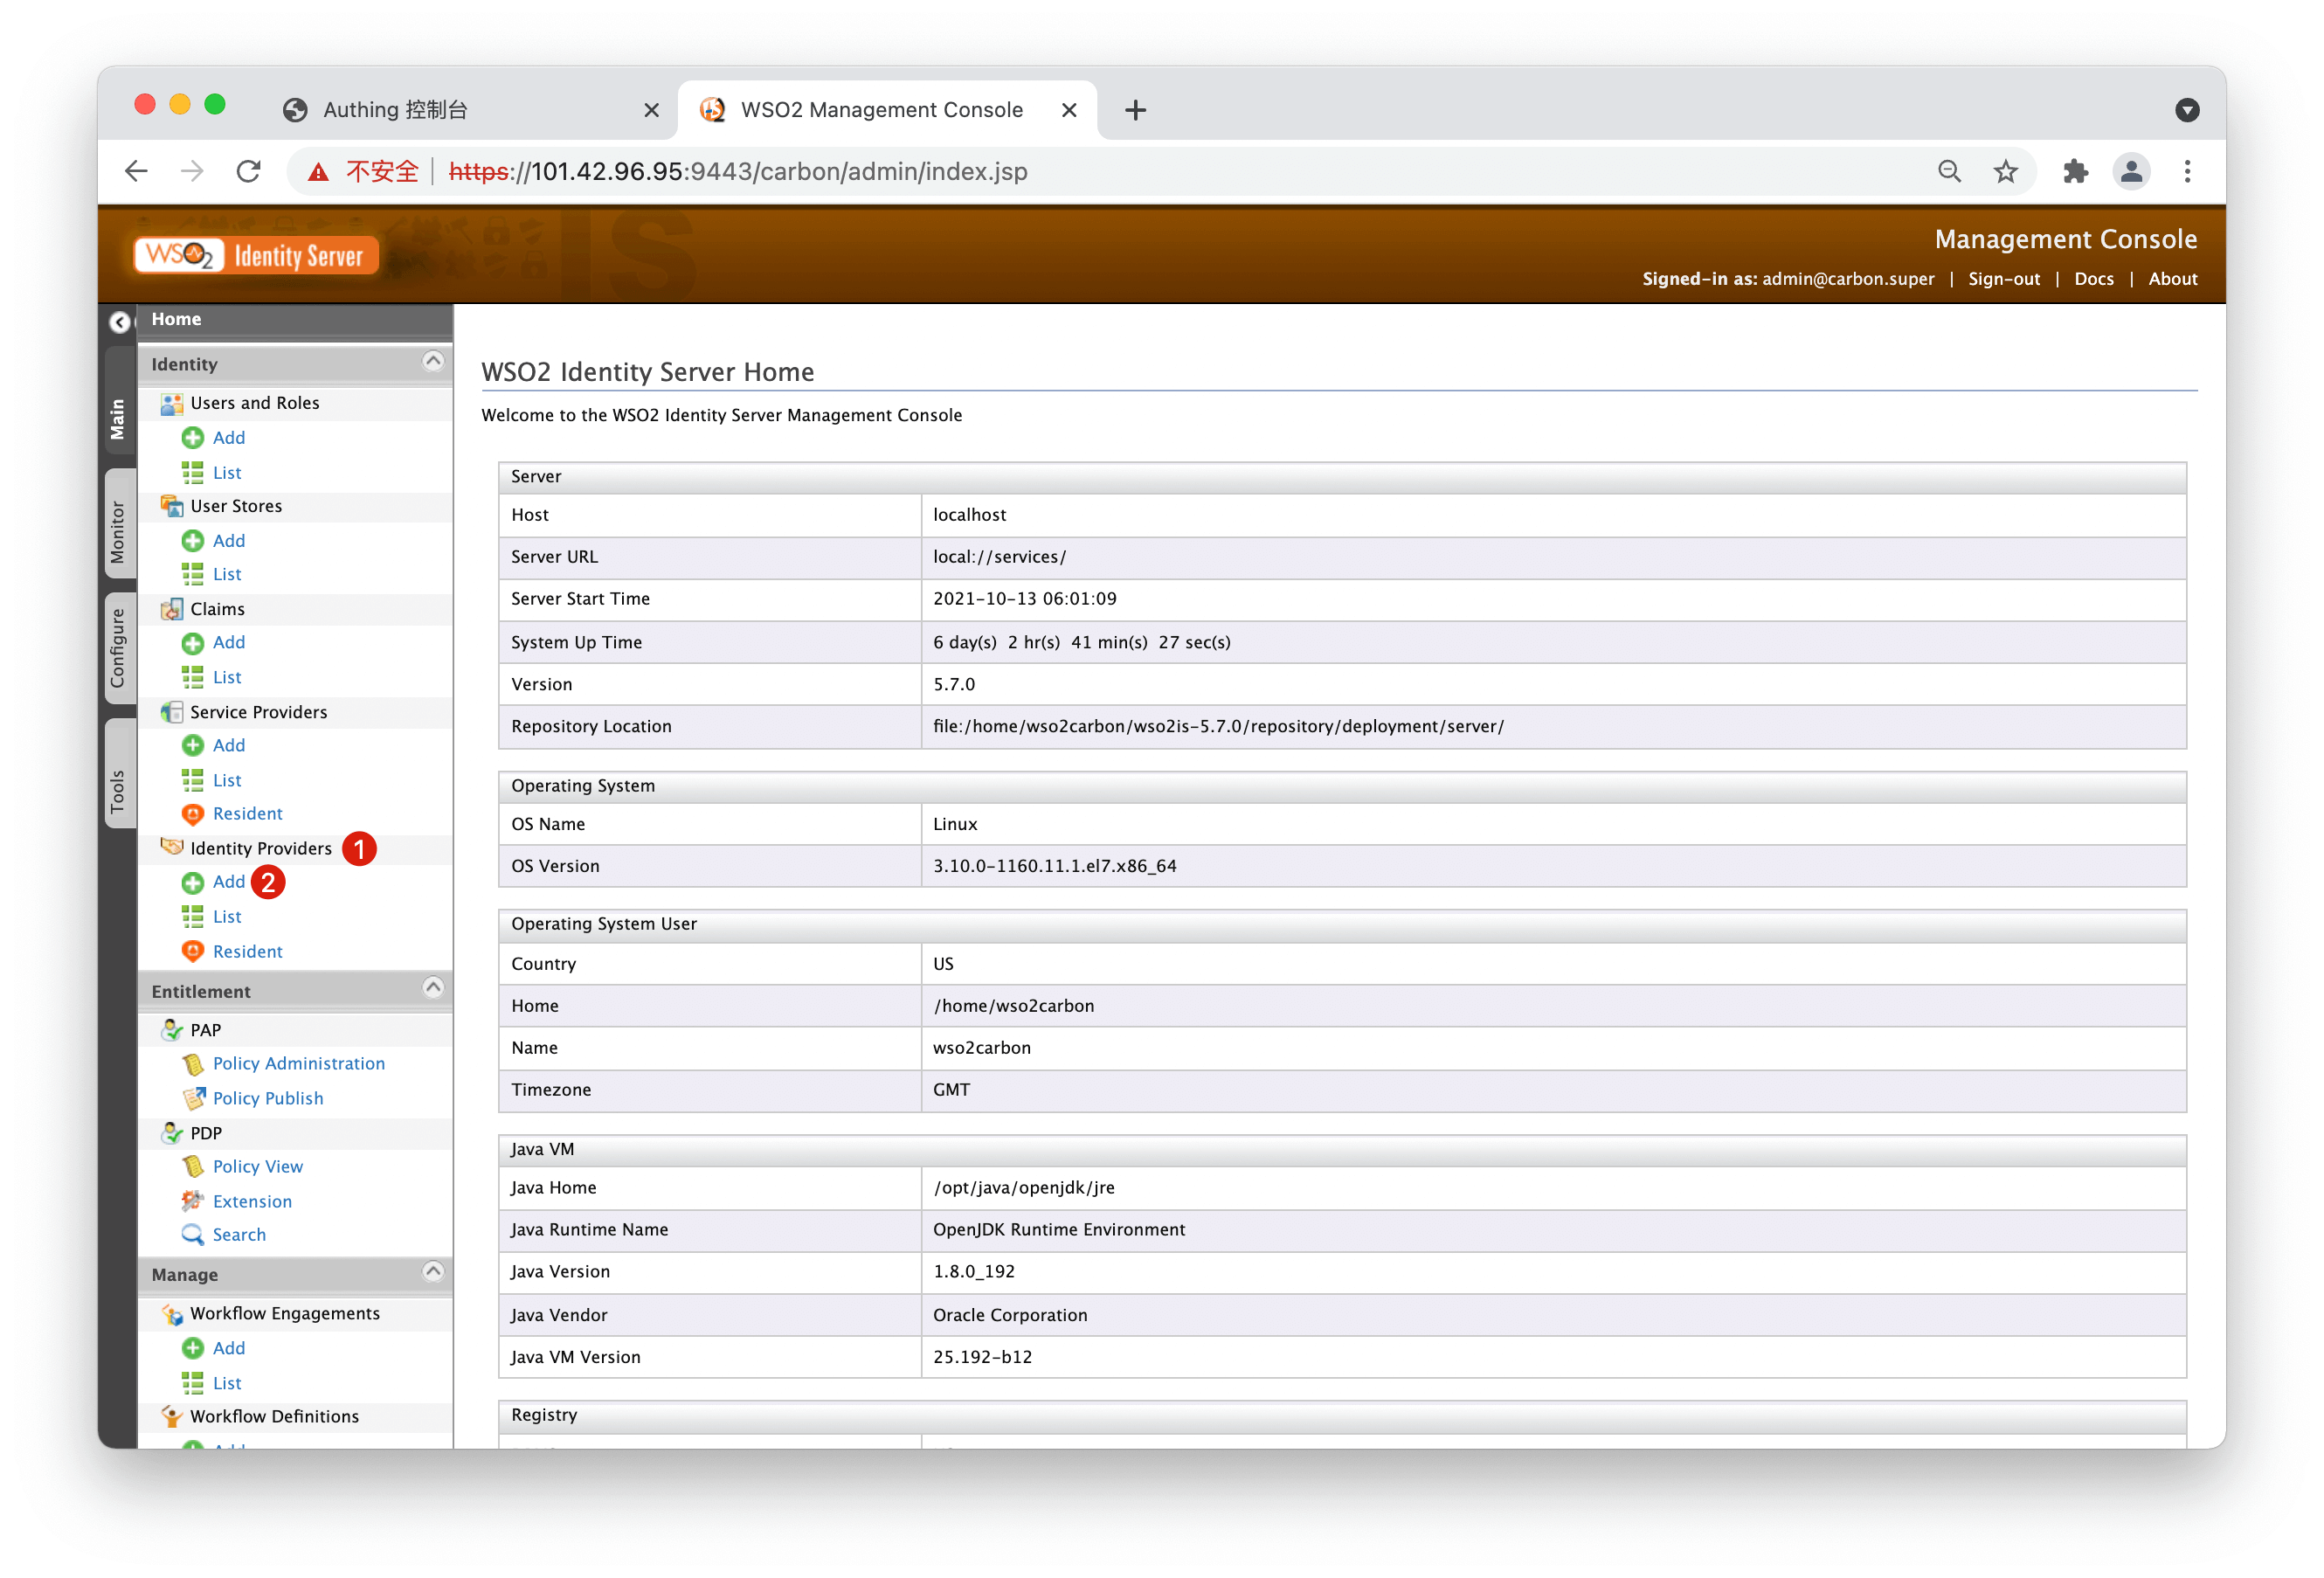 Authing 控制台
WSO2 Management Console
不安全
https://101.42.96.95:9443/carbon/admin/index.jsp
WSO2 Identity Server
Management Console
Signed-in as: admin@carbon.super | Sign-out | Docs | About
Main
Monitor
Configure
Tools
Home
Identity
Users and Roles
Add
List
User Stores
Add
List
Claims
Add
List
Service Providers
Add
List
Resident
Identity Providers 1
Add 2
List
Resident
Entitlement
PAP
Policy Administration
Policy Publish
PDP
Policy View
Extension
Search
Manage
Workflow Engagements
Add
List
Workflow Definitions
Add
WSO2 Identity Server Home
Welcome to the WSO2 Identity Server Management Console
Server
Host localhost
Server URL local://services/
Server Start Time 2021-10-13 06:01:09
System Up Time 6 day(s) 2 hr(s) 41 min(s) 27 sec(s)
Version 5.7.0
Repository Location file:/home/wso2carbon/wso2is-5.7.0/repository/deployment/server/
Operating System
OS Name Linux
OS Version 3.10.0-1160.11.1.el7.x86_64
Operating System User
Country US
Home /home/wso2carbon
Name wso2carbon
Timezone GMT
Java VM
Java Home /opt/java/openjdk/jre
Java Runtime Name OpenJDK Runtime Environment
Java Version 1.8.0_192
Java Vendor Oracle Corporation
Java VM Version 25.192-b12
Registry